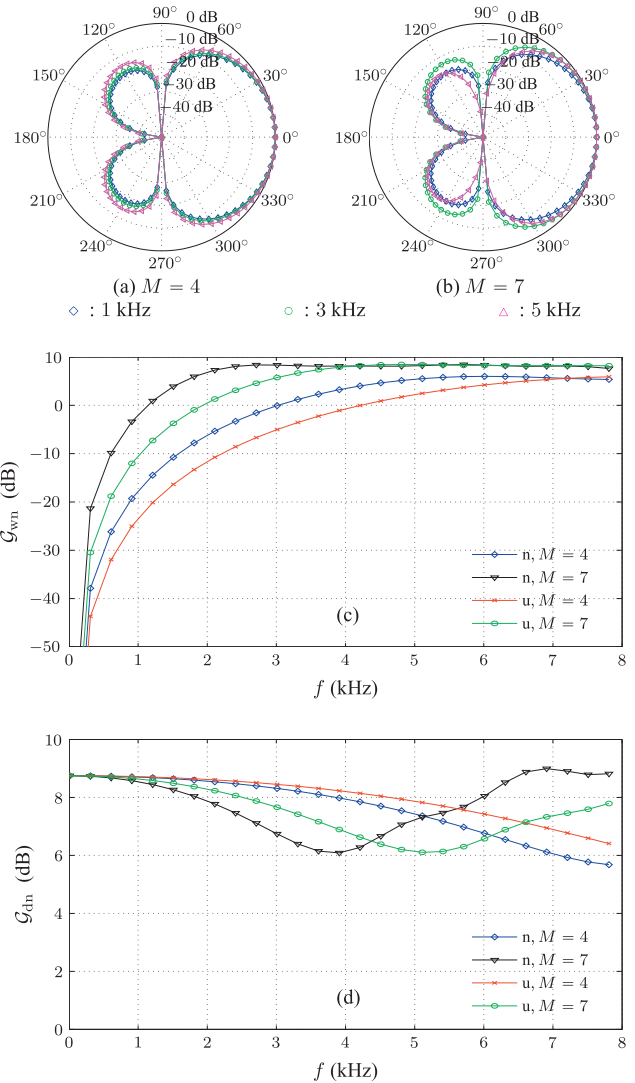 90° 0 dB 90° 0 dB
120° −10 dB 60° 120° −10 dB 60°
−20 dB −20 dB
150° −30 dB 30° 150° −30 dB 30°
−40 dB −40 dB
180° 0° 180° 0°
210° 330° 210° 330°
240° 300° 240° 300°
270° 270°
(a) M = 4 (b) M = 7
: 1 kHz : 3 kHz : 5 kHz
10
0
−10
−20
−30
−40
−50
𝒢wn (dB)
n, M = 4
n, M = 7
u, M = 4
u, M = 7
(c)
0 1 2 3 4 5 6 7 8
f (kHz)
10
8
6
4
2
0
𝒢dn (dB)
n, M = 4
n, M = 7
u, M = 4
u, M = 7
(d)
0 1 2 3 4 5 6 7 8
f (kHz)